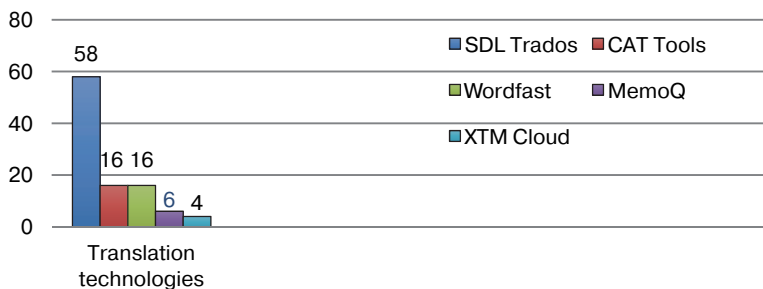 80
60
40
20
0
58
16 16
6
4
SDL Trados CAT Tools
Wordfast MemoQ
XTM Cloud
Translation
technologies